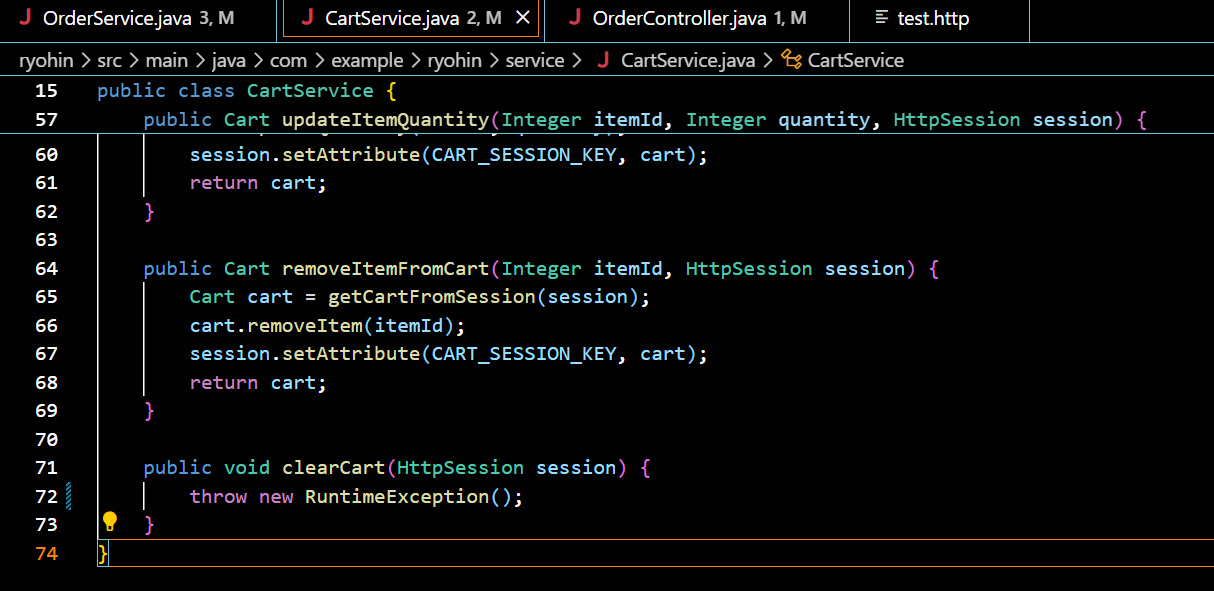 OrderService.java 3, M CartService.java 2, M OrderController.java 1, M test.http
ryohin > src > main > java > com > example > ryohin > service > CartService.java > CartService
15 public class CartService {
57 public Cart updateItemQuantity(Integer itemId, Integer quantity, HttpSession session) {
60 session.setAttribute(CART_SESSION_KEY, cart);
61 return cart;
62 }
63
64 public Cart removeItemFromCart(Integer itemId, HttpSession session) {
65 Cart cart = getCartFromSession(session);
66 cart.removeItem(itemId);
67 session.setAttribute(CART_SESSION_KEY, cart);
68 return cart;
69 }
70
71 public void clearCart(HttpSession session) {
72 throw new RuntimeException();
73 }
74 }